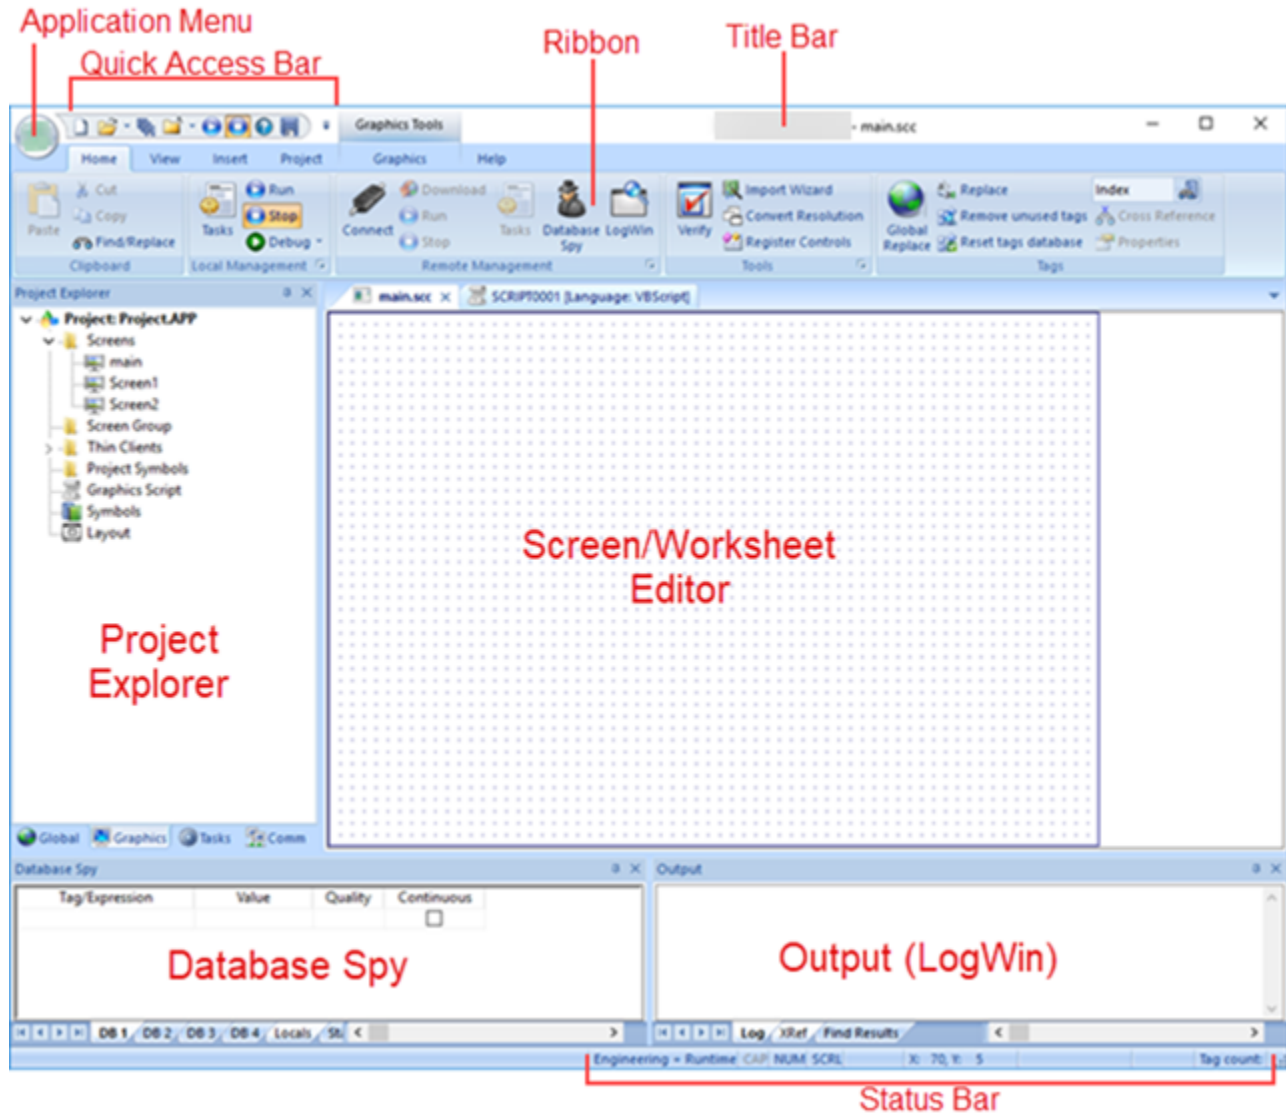 Application Menu
Quick Access Bar
Ribbon
Title Bar
Graphics Tools
- main.scc
Home View Insert Project Graphics Help
Paste
Cut
Copy
Find/Replace
Clipboard
Tasks
Run
Stop
Debug
Local Management
Connect
Download
Run
Stop
Tasks
Database Spy
LogWin
Remote Management
Verify
Import Wizard
Convert Resolution
Register Controls
Tools
Global Replace
Replace
Remove unused tags
Reset tags database
Index
Cross Reference
Properties
Tags
Project Explorer
main.scc
SCRIPT0001 [Language: VBScript]
Project: Project.APP
Screens
main
Screen1
Screen2
Screen Group
Thin Clients
Project Symbols
Graphics Script
Symbols
Layout
Project
Explorer
Screen/Worksheet
Editor
Global Graphics Tasks Comm
Database Spy
Tag/Expression Value Quality Continuous
Database Spy
DB 1 DB 2 DB 3 DB 4 Locals
Output
Output (LogWin)
Log XRef Find Results
Engineering + Runtime CAP NUM SCRL X: 70, Y: 5 Tag count:
Status Bar